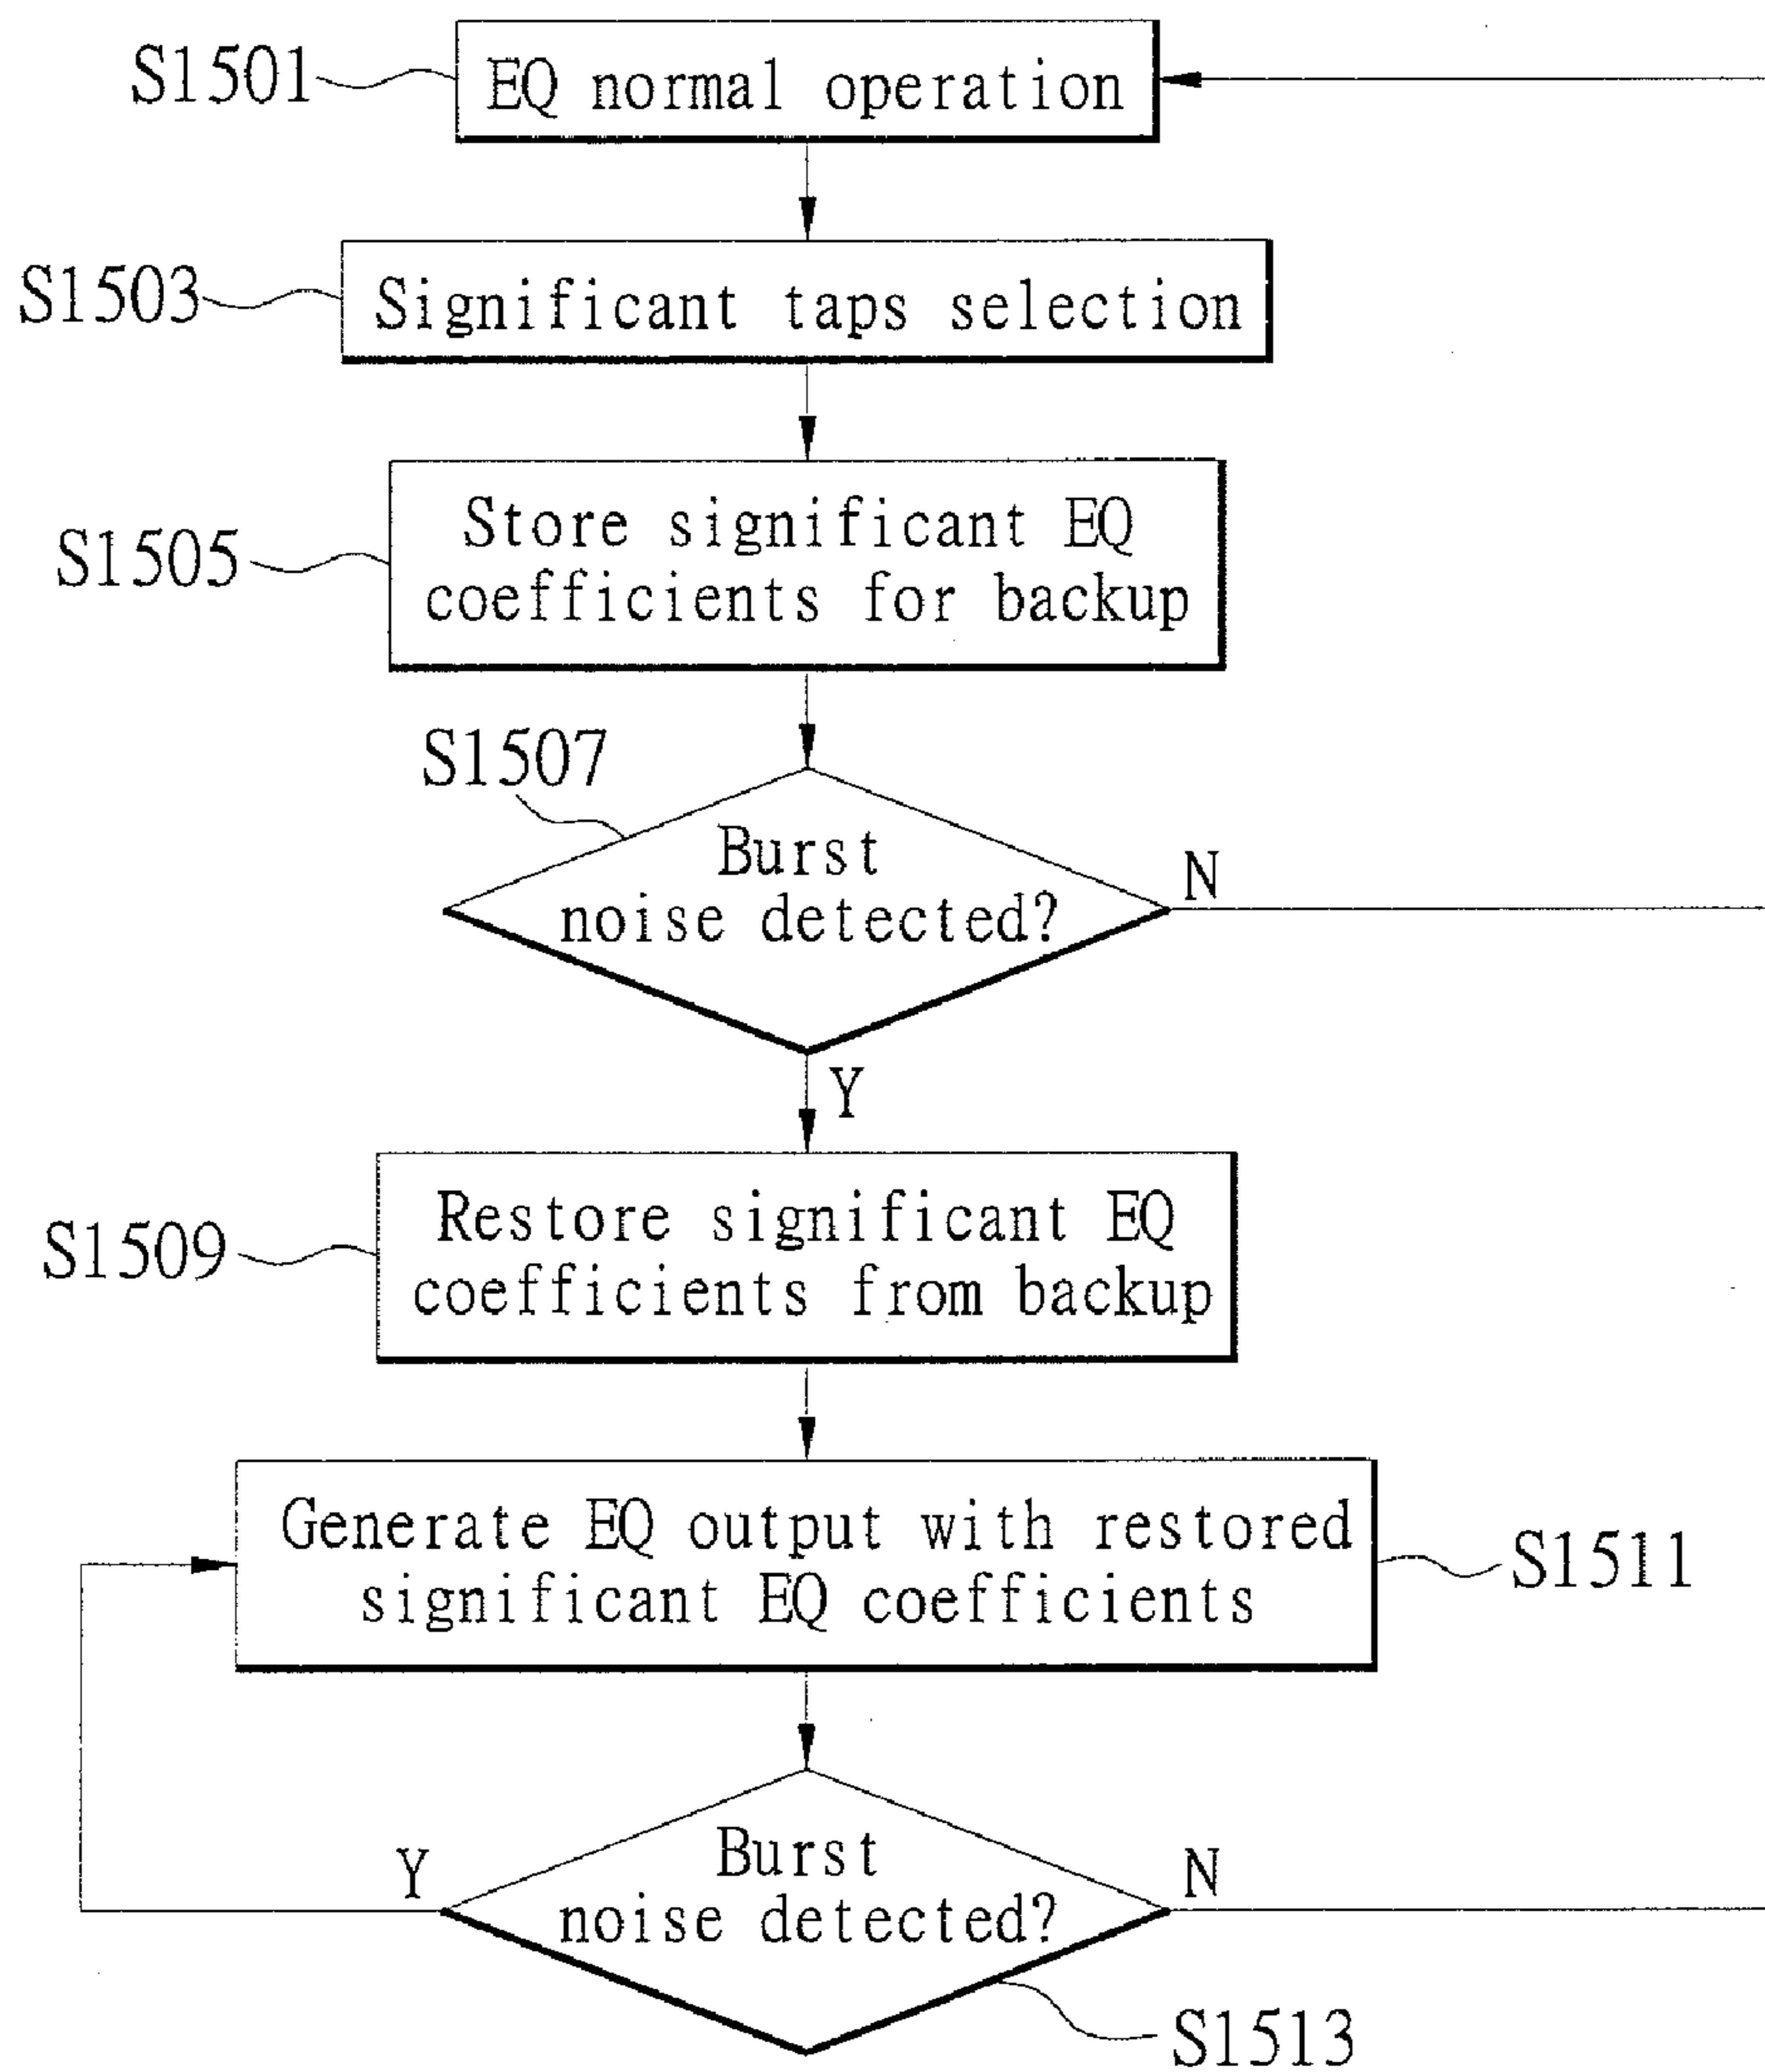 S1501
EQ normal operation
S1503
Significant taps selection
S1505
Store significant EQ
coefficients for backup
S1507
Burst
noise detected?
N
Y
S1509
Restore significant EQ
coefficients from backup
Generate EQ output with restored
significant EQ coefficients
S1511
Burst
noise detected?
Y
N
S1513